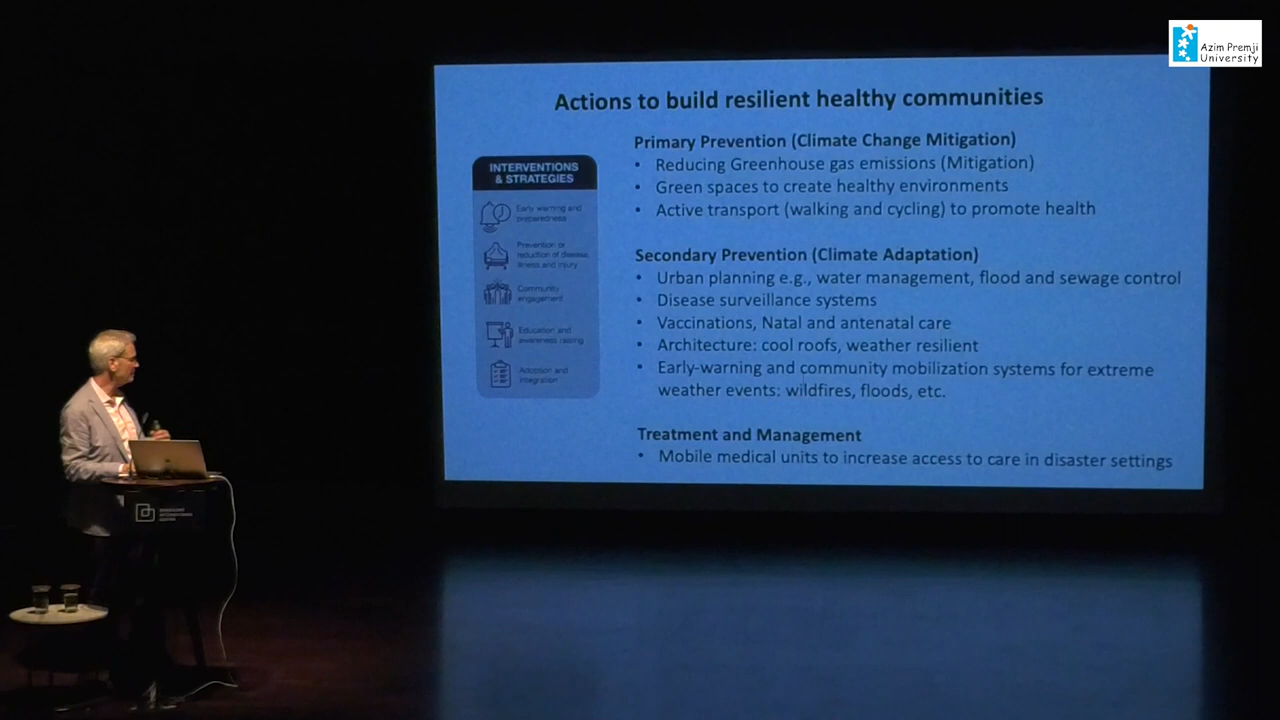 Azim Premji
University
Actions to build resilient healthy communities
INTERVENTIONS
& STRATEGIES
Early warning and
preparedness
Prevention or
reduction of disease,
illness and injury
Community
engagement
Education and
awareness raising
Adoption and
integration
Primary Prevention (Climate Change Mitigation)
• Reducing Greenhouse gas emissions (Mitigation)
• Green spaces to create healthy environments
• Active transport (walking and cycling) to promote health
Secondary Prevention (Climate Adaptation)
• Urban planning e.g., water management, flood and sewage control
• Disease surveillance systems
• Vaccinations, Natal and antenatal care
• Architecture: cool roofs, weather resilient
• Early-warning and community mobilization systems for extreme
weather events: wildfires, floods, etc.
Treatment and Management
• Mobile medical units to increase access to care in disaster settings
BANGALORE
INTERNATIONAL
CENTRE